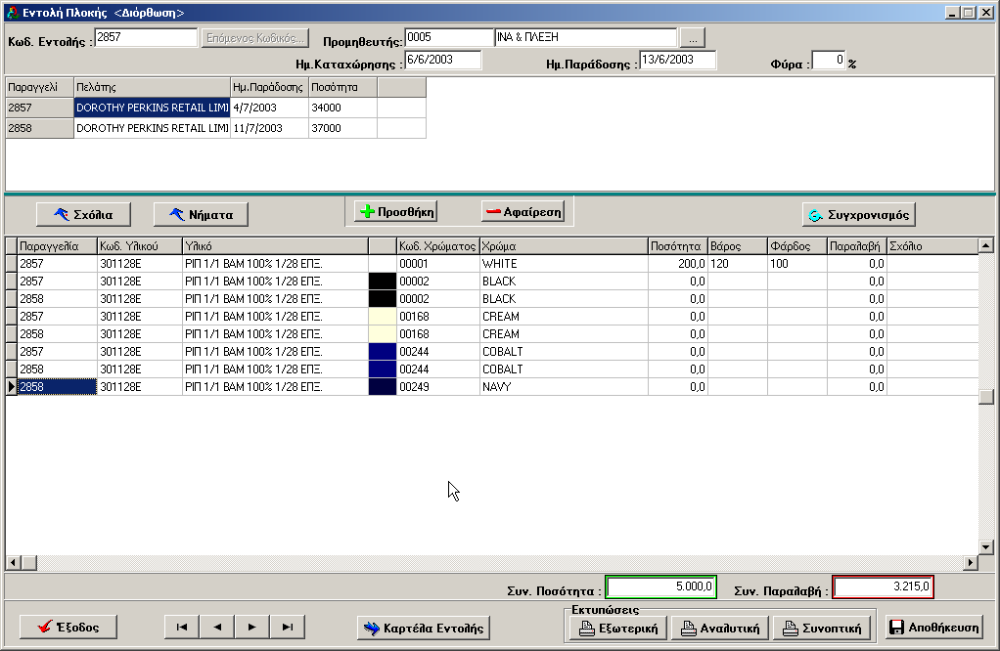 Εντολή Πλοκής <Διόρθωση>
Κωδ. Εντολής : 2857 Επόμενος Κωδικός... Προμηθευτής: 0005 ΙΝΑ & ΠΛΕΞΗ ...
Ημ.Καταχώρησης : 6/6/2003 Ημ.Παράδοσης : 13/6/2003 Φύρα : 0 %
Παραγγελί Πελάτης Ημ.Παράδοσης Ποσότητα
2857 DOROTHY PERKINS RETAIL LIMI 4/7/2003 34000
2858 DOROTHY PERKINS RETAIL LIMI 11/7/2003 37000
Σχόλια Νήματα Προσθήκη Αφαίρεση Συγχρονισμός
Παραγγελία Κωδ. Υλικού Υλικό Κωδ. Χρώματος Χρώμα Ποσότητα Βάρος Φάρδος Παραλαβή Σχόλιο
2857 301128E ΡΙΠ 1/1 ΒΑΜ 100% 1/28 ΕΠΞ. 00001 WHITE 200,0 120 100 0,0
2857 301128E ΡΙΠ 1/1 ΒΑΜ 100% 1/28 ΕΠΞ. 00002 BLACK 0,0 0,0
2858 301128E ΡΙΠ 1/1 ΒΑΜ 100% 1/28 ΕΠΞ. 00002 BLACK 0,0 0,0
2857 301128E ΡΙΠ 1/1 ΒΑΜ 100% 1/28 ΕΠΞ. 00168 CREAM 0,0 0,0
2858 301128E ΡΙΠ 1/1 ΒΑΜ 100% 1/28 ΕΠΞ. 00168 CREAM 0,0 0,0
2857 301128E ΡΙΠ 1/1 ΒΑΜ 100% 1/28 ΕΠΞ. 00244 COBALT 0,0 0,0
2858 301128E ΡΙΠ 1/1 ΒΑΜ 100% 1/28 ΕΠΞ. 00244 COBALT 0,0 0,0
2858 301128E ΡΙΠ 1/1 ΒΑΜ 100% 1/28 ΕΠΞ. 00249 NAVY 0,0 0,0
Συν. Ποσότητα : 5.000,0 Συν. Παραλαβή : 3.215,0
Εκτυπώσεις
Έξοδος Καρτέλα Εντολής Εξωτερική Αναλυτική Συνοπτική Αποθήκευση